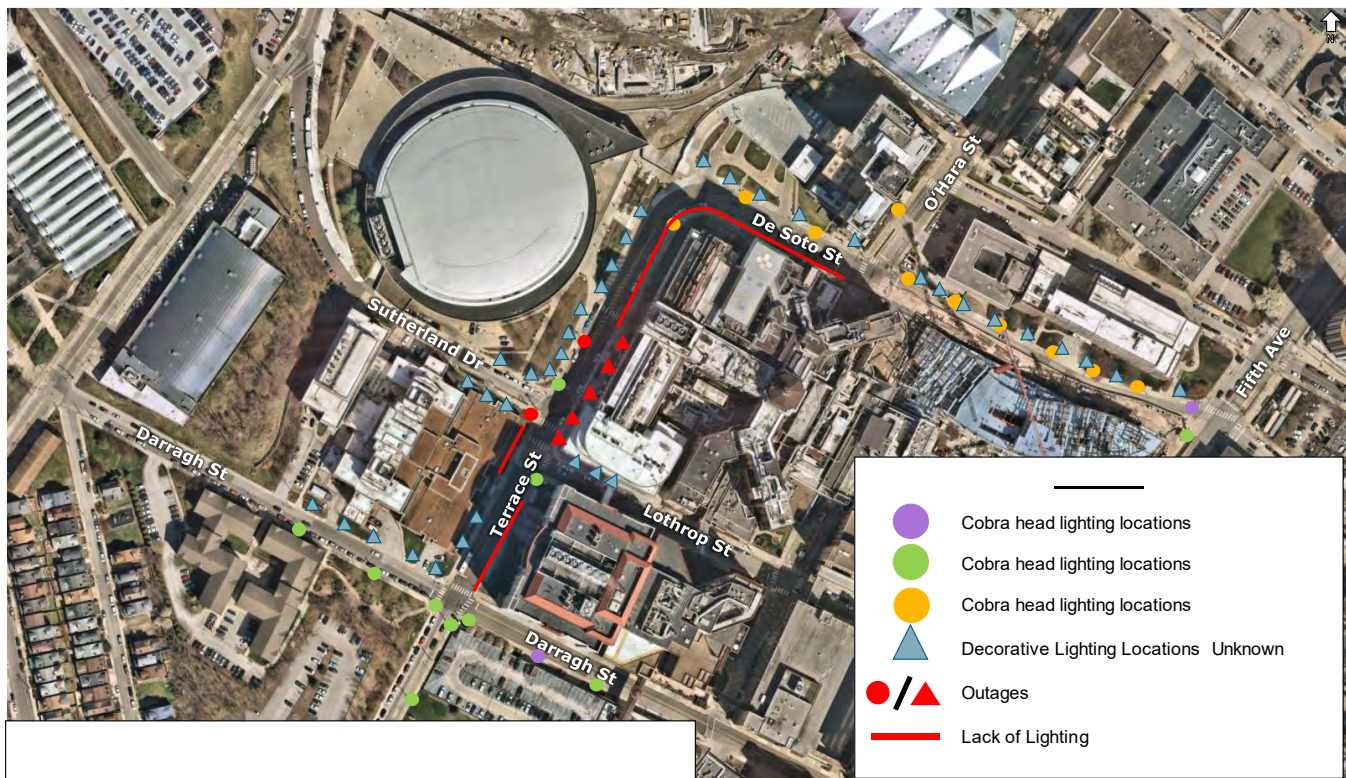 N
O'Hara St
De Soto St
Sutherland Dr
Fifth Ave
Darragh St
Terrace St
Lothrop St
Darragh St
Cobra head lighting locations
Cobra head lighting locations
Cobra head lighting locations
Decorative Lighting Locations Unknown
Outages
Lack of Lighting